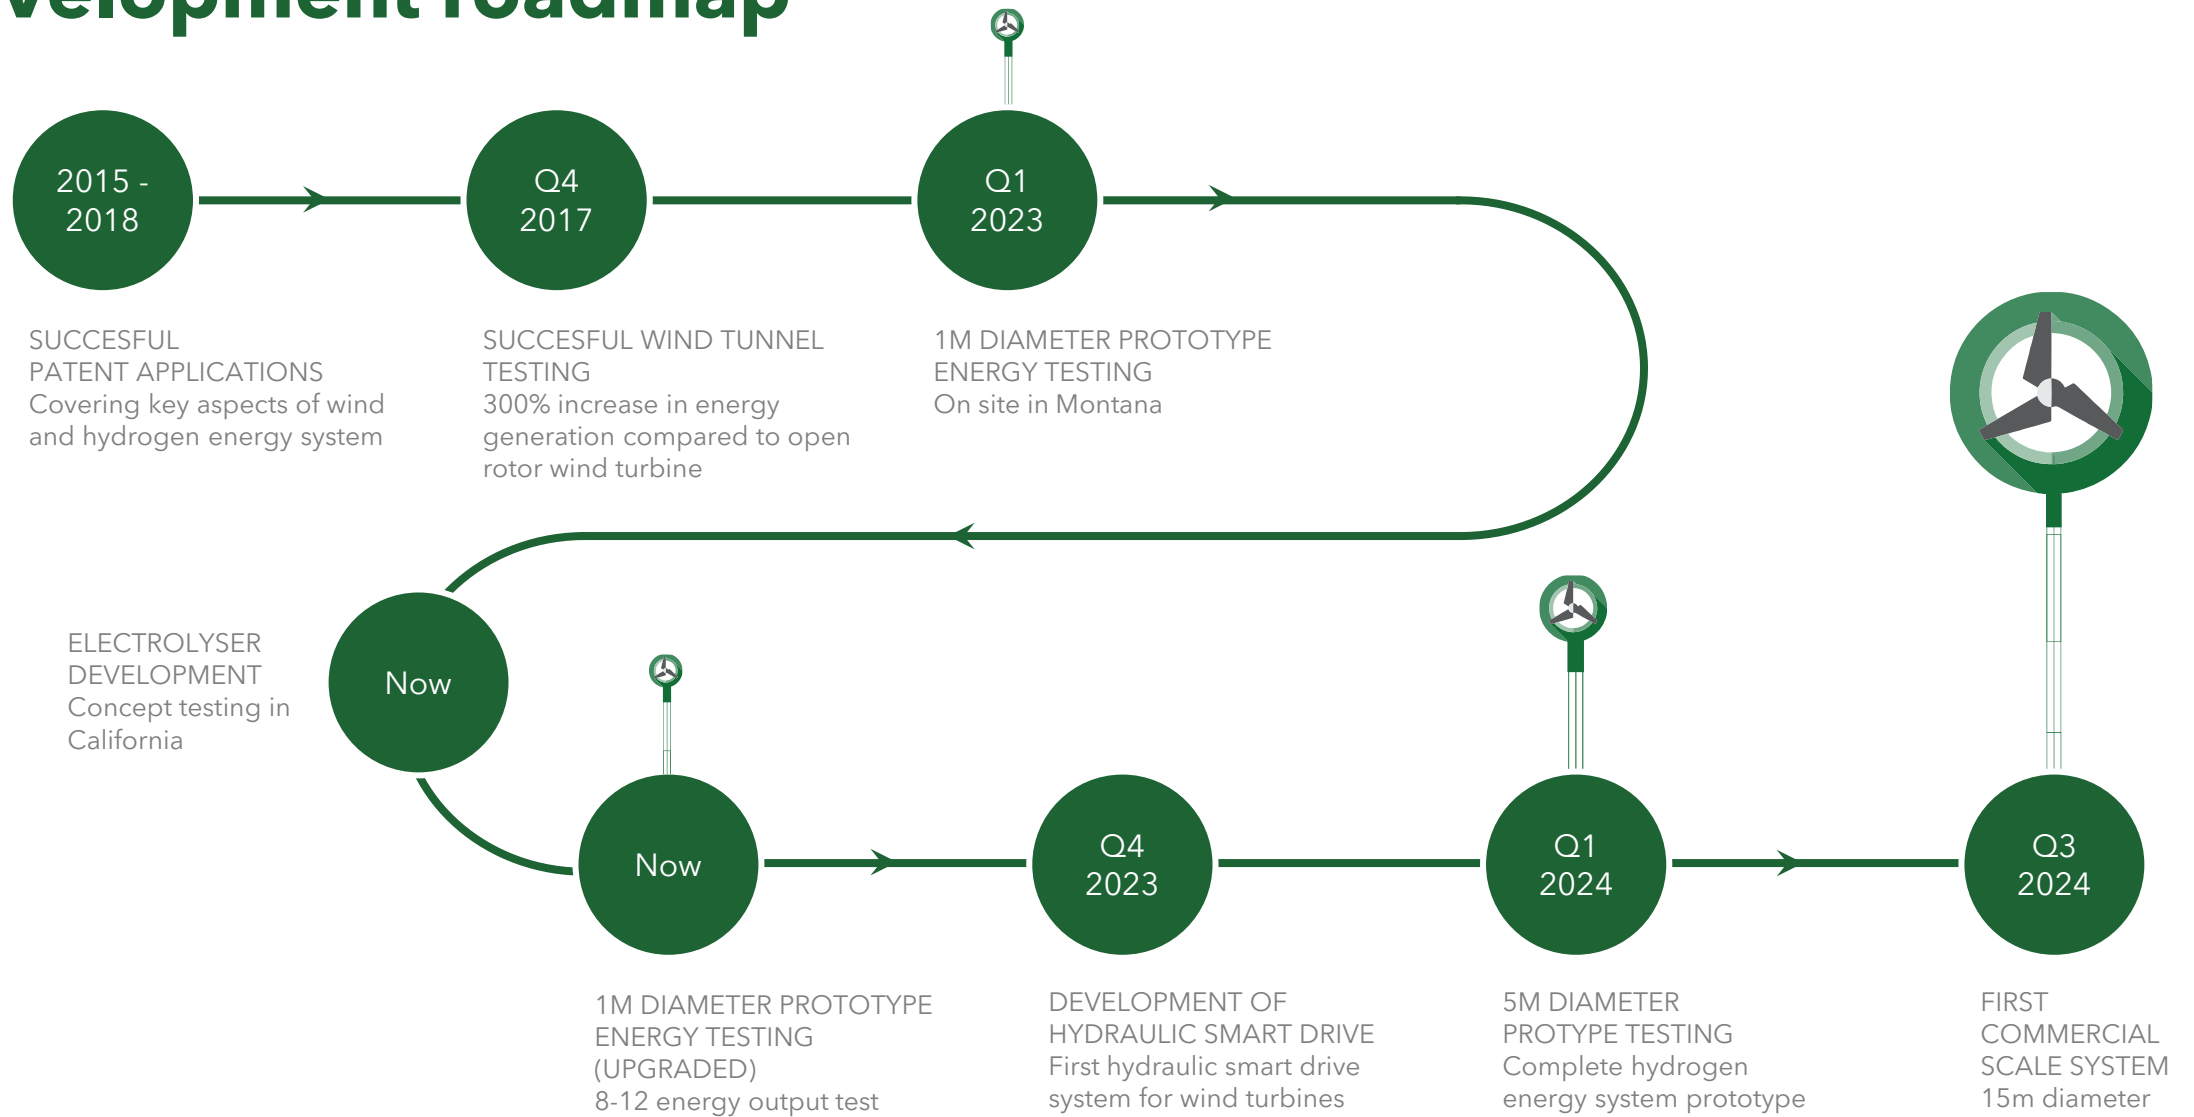 velopment roadmap
2015 -
2018
SUCCESFUL
PATENT APPLICATIONS
Covering key aspects of wind
and hydrogen energy system
Q4
2017
SUCCESFUL WIND TUNNEL
TESTING
300% increase in energy
generation compared to open
rotor wind turbine
Q1
2023
1M DIAMETER PROTOTYPE
ENERGY TESTING
On site in Montana
Now
ELECTROLYSER
DEVELOPMENT
Concept testing in
California
Now
1M DIAMETER PROTOTYPE
ENERGY TESTING
(UPGRADED)
8-12 energy output test
Q4
2023
DEVELOPMENT OF
HYDRAULIC SMART DRIVE
First hydraulic smart drive
system for wind turbines
Q1
2024
5M DIAMETER
PROTYPE TESTING
Complete hydrogen
energy system prototype
Q3
2024
FIRST
COMMERCIAL
SCALE SYSTEM
15m diameter